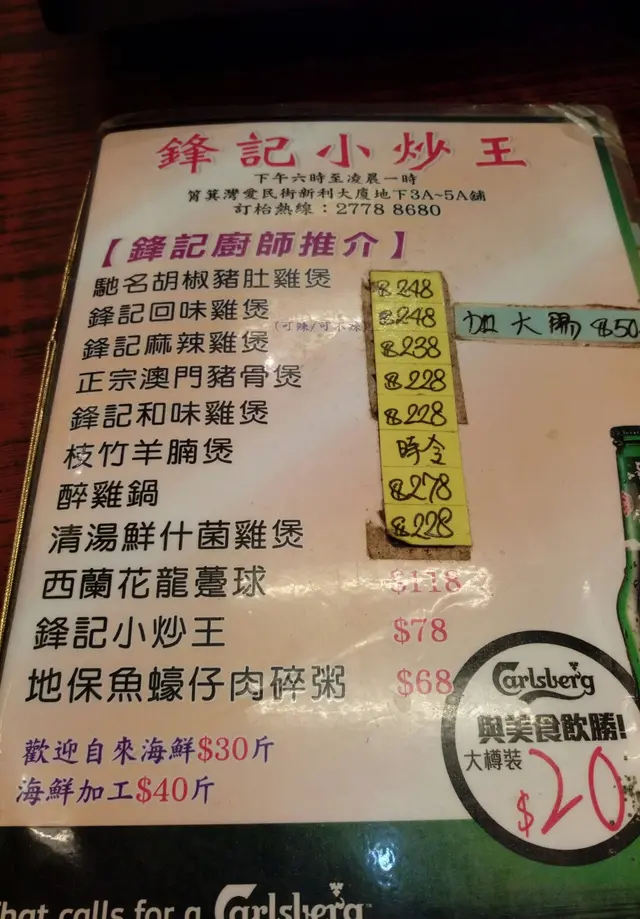 鋒記小炒王
下午六時至凌晨一時
筲箕灣愛民街新利大廈地下3A~5A舖
訂枱熱線：2778 8680
【鋒記廚師推介】
馳名胡椒豬肚雞煲 $248
鋒記回味雞煲 (可辣/可不辣) $248 加大腸 $50
鋒記麻辣雞煲 $238
正宗澳門豬骨煲 $228
鋒記和味雞煲 $228
枝竹羊腩煲 時令
醉雞鍋 $278
清湯鮮什菌雞煲 $228
西蘭花龍躉球 $118
鋒記小炒王 $78
地保魚蠔仔肉碎粥 $68
歡迎自來海鮮$30斤
海鮮加工$40斤
Carlsberg
與美食飲勝!
大樽裝
$20
that calls for a Carlsberg